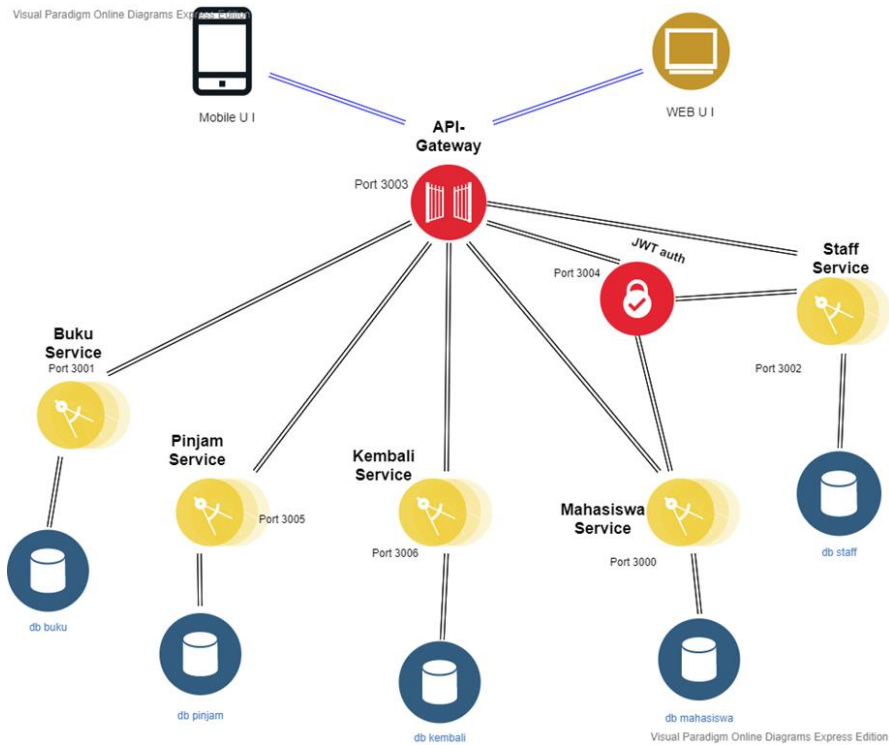 Visual Paradigm Online Diagrams Express Edition
Mobile U I
WEB U I
API-
Gateway
Port 3003
JWT auth
Port 3004
Staff
Service
Port 3002
Buku
Service
Port 3001
Pinjam
Service
Port 3005
Kembali
Service
Port 3006
Mahasiswa
Service
Port 3000
db staff
db buku
db pinjam
db kembali
db mahasiswa
Visual Paradigm Online Diagrams Express Edition